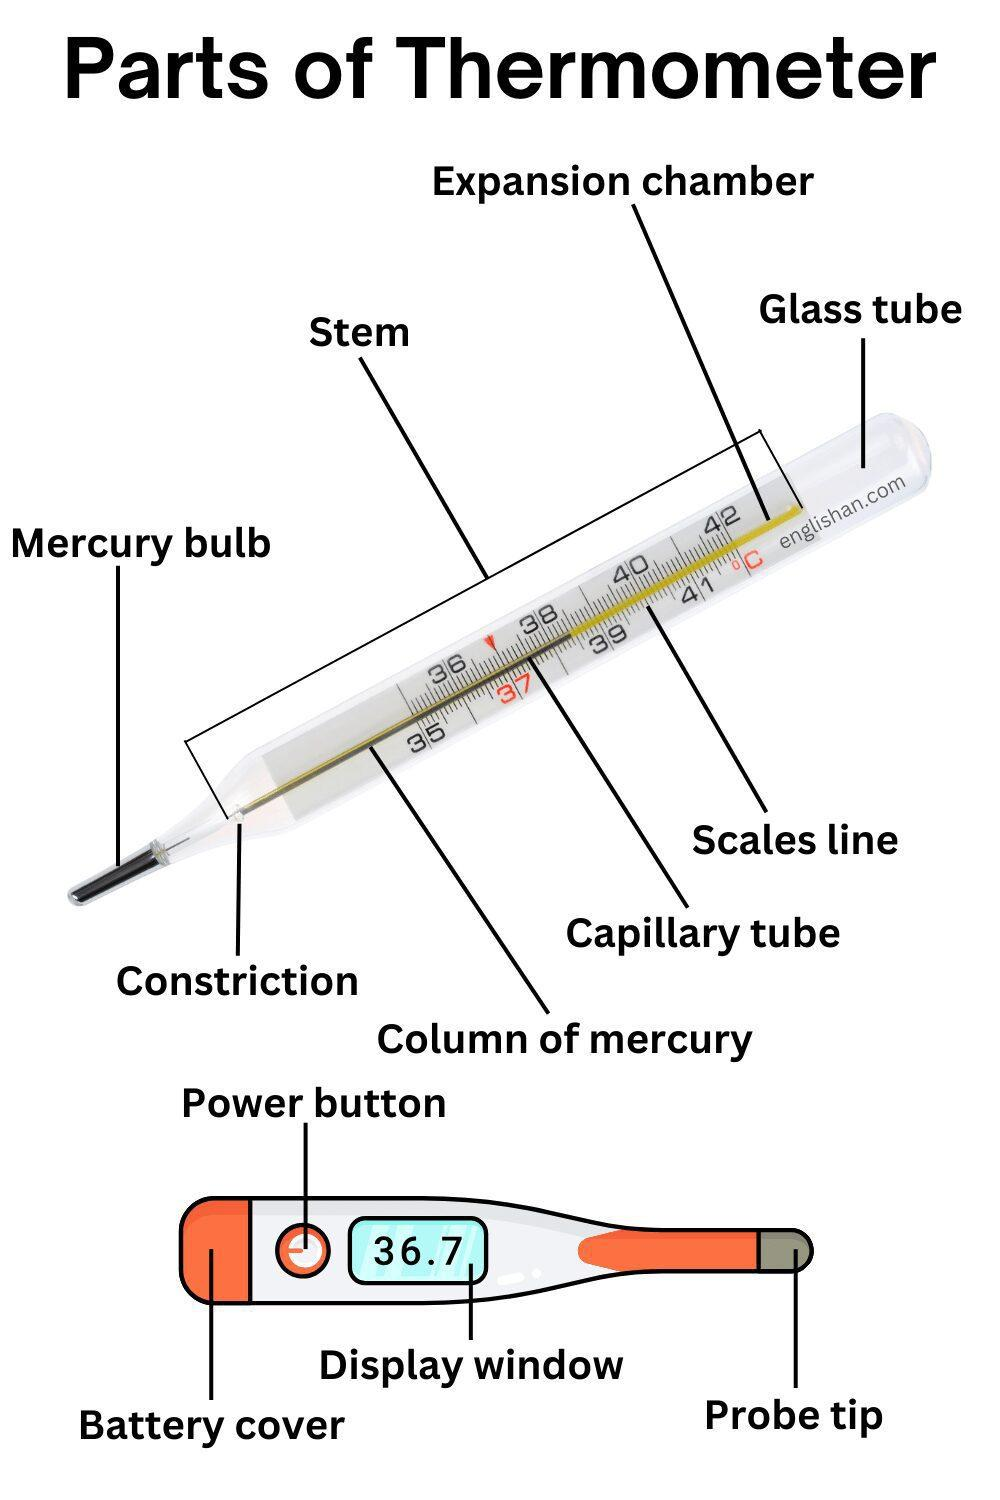 Parts of Thermometer
Expansion chamber
Glass tube
Stem
Mercury bulb
englishan.com
42
°C
41
40
39
38
37
36
35
Scales line
Capillary tube
Constriction
Column of mercury
Power button
36.7
Display window
Battery cover
Probe tip